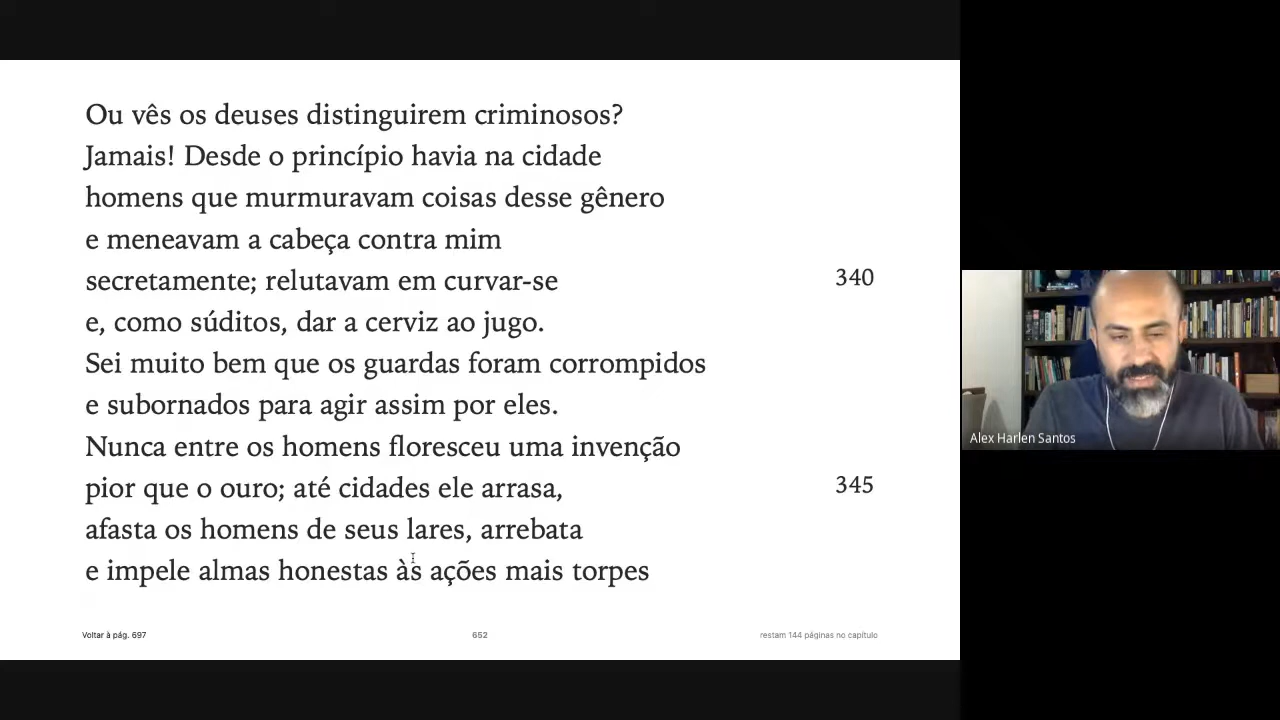 Ou vês os deuses distinguirem criminosos?
Jamais! Desde o princípio havia na cidade
homens que murmuravam coisas desse gênero
e meneavam a cabeça contra mim
secretamente; relutavam em curvar-se
340
e, como súditos, dar a cerviz ao jugo.
Sei muito bem que os guardas foram corrompidos
e subornados para agir assim por eles.
Nunca entre os homens floresceu uma invenção
pior que o ouro; até cidades ele arrasa,
345
afasta os homens de seus lares, arrebata
e impele almas honestas às ações mais torpes
Voltar à pág. 697
652
restam 144 páginas no capítulo
Alex Harlen Santos